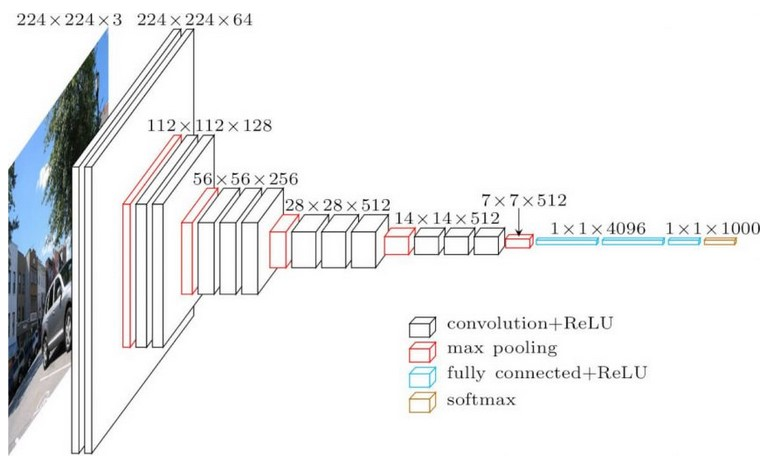 224×224×3
224×224×64
112×112×128
56×56×256
28×28×512
14×14×512
7×7×512
1×1×4096
1×1×1000
convolution+ReLU
max pooling
fully connected+ReLU
softmax